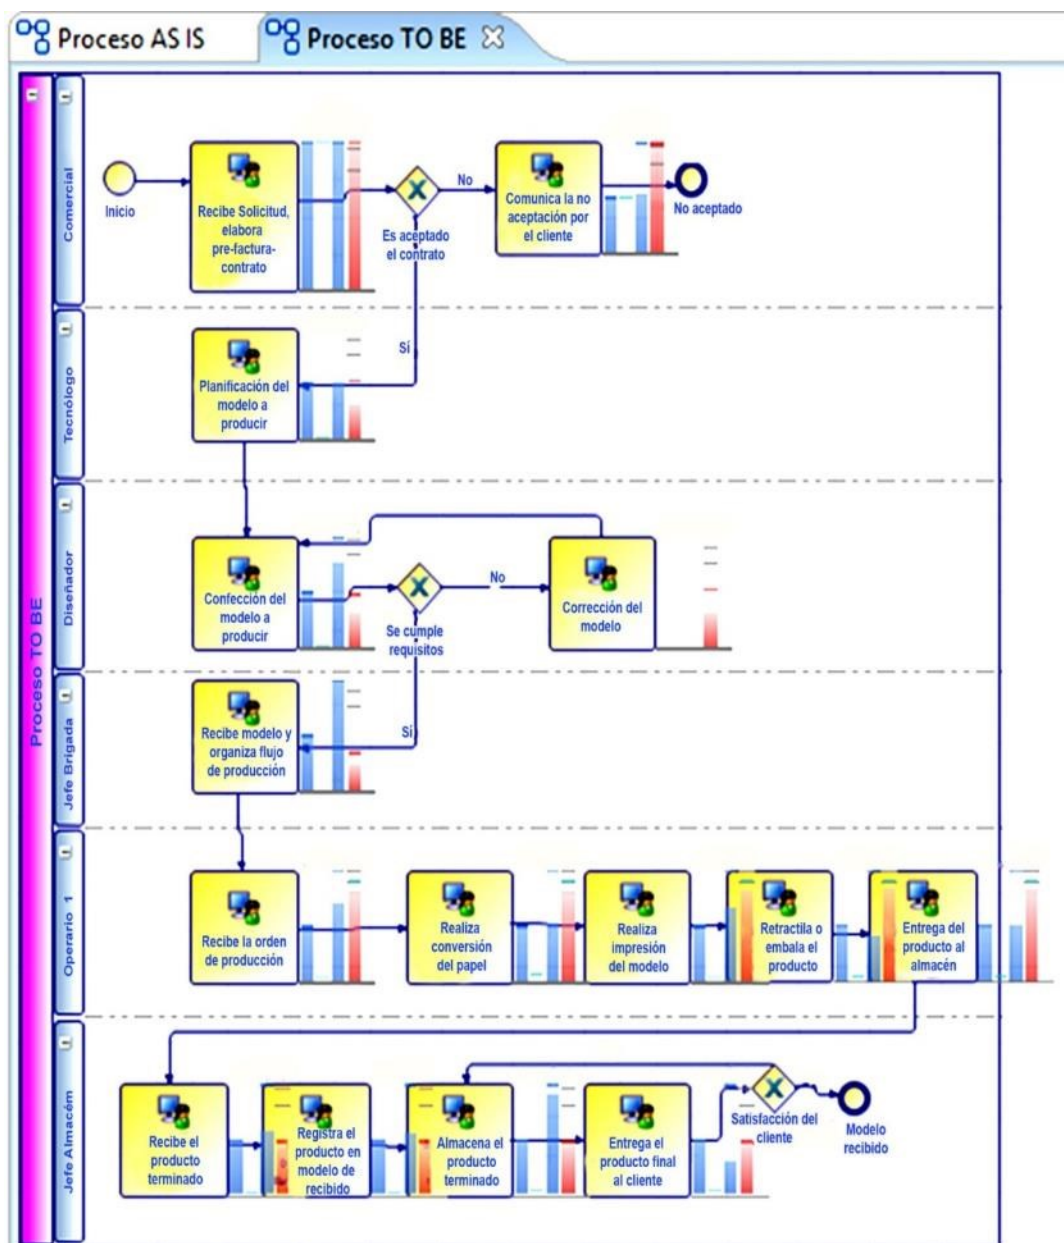 Proceso AS IS
Proceso TO BE
Proceso TO BE
Comercial
Inicio
Recibe Solicitud,
elabora
pre-factura-
contrato
Es aceptado
el contrato
No
Comunica la no
aceptación por
el cliente
No aceptado
Sí
Tecnólogo
Planificación del
modelo a
producir
Diseñador
Confección del
modelo a
producir
Se cumple
requisitos
No
Corrección del
modelo
Sí
Jefe Brigada
Recibe modelo y
organiza flujo
de producción
Operario 1
Recibe la orden
de producción
Realiza
conversión
del papel
Realiza
impresión
del modelo
Retractila o
embala el
producto
Entrega del
producto al
almacén
Jefe Almacém
Recibe el
producto
terminado
Registra el
producto en
modelo de
recibido
Almacena el
producto
terminado
Entrega el
producto final
al cliente
Satisfacción del
cliente
Modelo
recibido